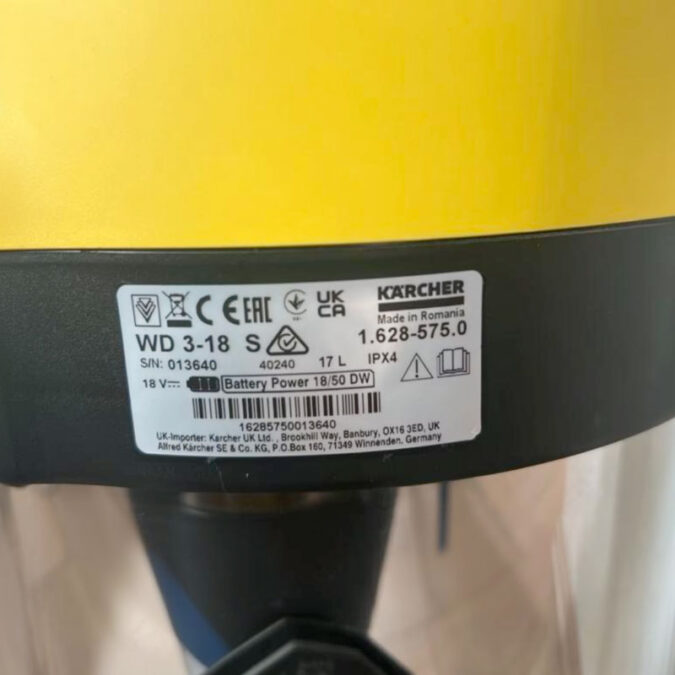 CE EAC UK CA KÄRCHER
Made in Romania
WD 3-18 S 1.628-575.0
S/N: 013640 40240 17 L IPX4
18 V Battery Power 18/50 DW
16285750013640
UK-Importer: Karcher UK Ltd. , Brookhill Way, Banbury, OX16 3ED, UK
Alfred Kärcher SE & Co. KG, P.O.Box 160, 71349 Winnenden, Germany